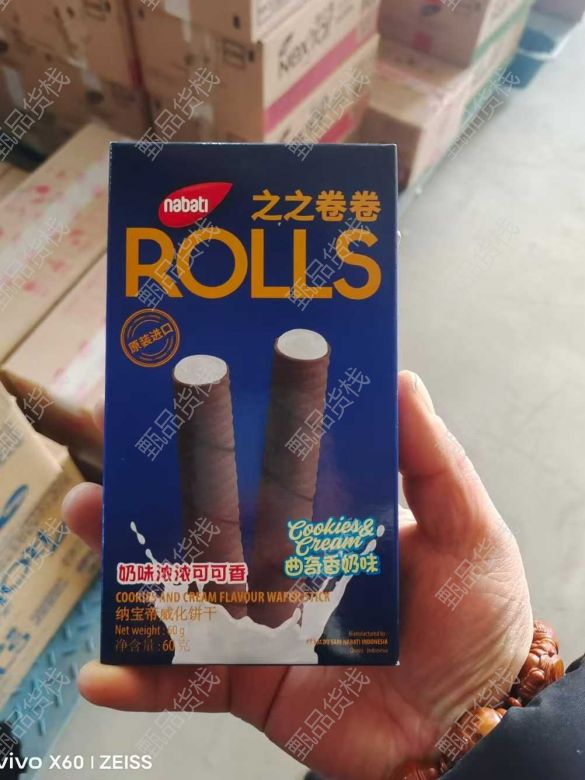 Nextar
nabati
之之卷卷
ROLLS
原装进口
Cookies&
Cream
曲奇香奶味
奶味浓浓可可香
COOKIES AND CREAM FLAVOUR WAFER STICK
纳宝帝威化饼干
Net weight : 60 g
净含量:60克
Manufactured by :
NABATI INDONESIA
Indonesia
甄品货栈
vivo X60 | ZEISS